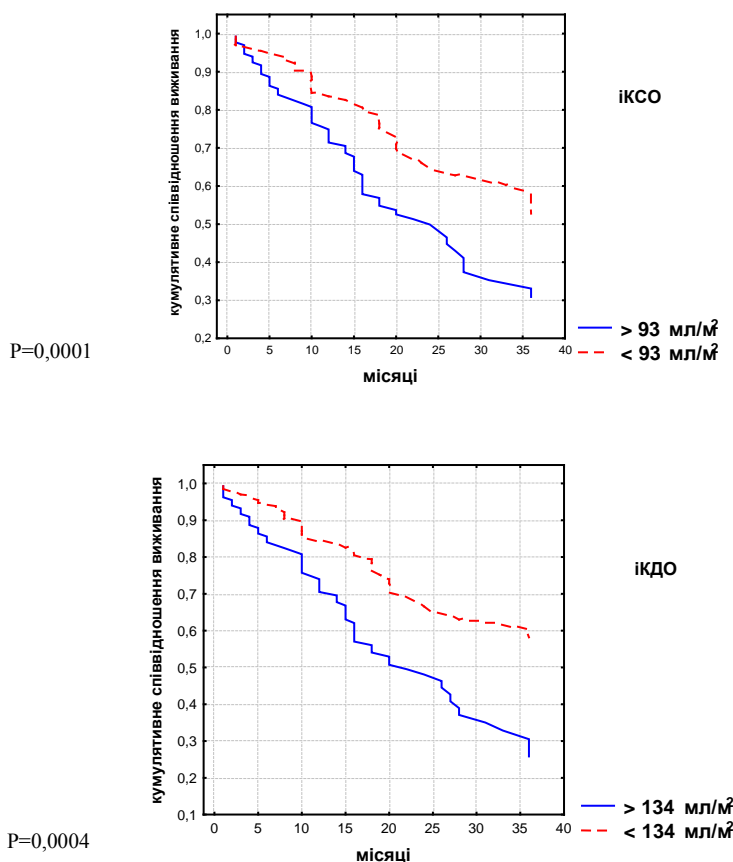 кумулятивне співвідношення виживання
1,0
0,9
0,8
0,7
0,6
0,5
0,4
0,3
0,2
0 5 10 15 20 25 30 35 40
місяці
іКСО
> 93 мл/м²
< 93 мл/м²
P=0,0001
кумулятивне співвідношення виживання
1,0
0,9
0,8
0,7
0,6
0,5
0,4
0,3
0,2
0,1
0 5 10 15 20 25 30 35 40
місяці
іКДО
> 134 мл/м²
< 134 мл/м²
P=0,0004